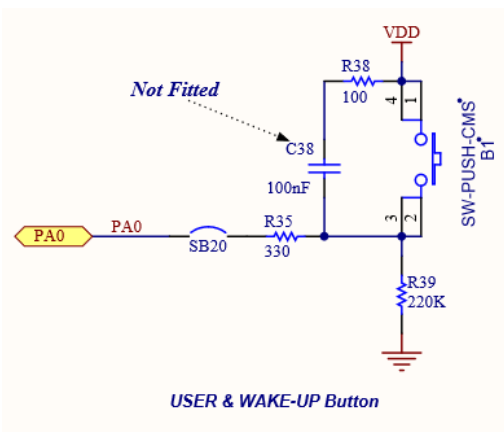 VDD
R38
100
Not Fitted
4
1
C38
100nF
SW-PUSH-CMS
B1
3
2
PA0
PA0
SB20
R35
330
R39
220K
USER & WAKE-UP Button